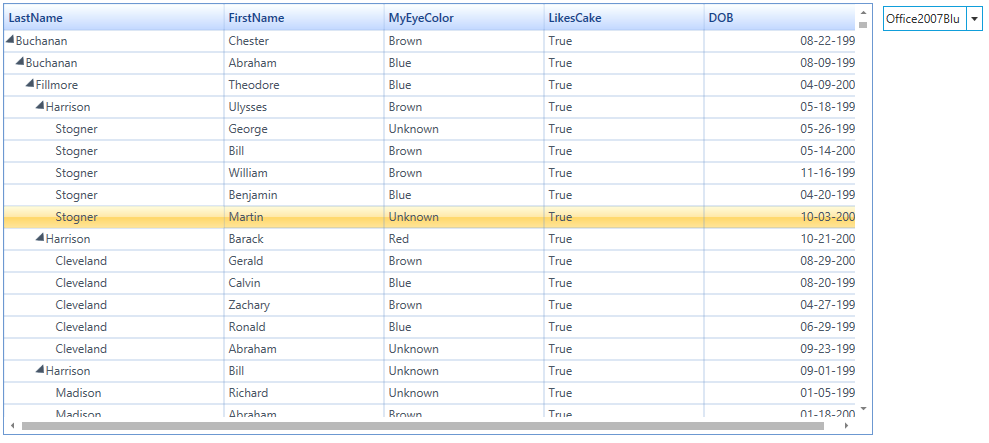 LastName FirstName MyEyeColor LikesCake DOB Office2007Blu
Buchanan Chester Brown True 08-22-199
Buchanan Abraham Blue True 08-09-199
Fillmore Theodore Blue True 04-09-200
Harrison Ulysses Brown True 05-18-199
Stogner George Unknown True 05-26-199
Stogner Bill Brown True 05-14-200
Stogner William Brown True 11-16-199
Stogner Benjamin Blue True 04-20-199
Stogner Martin Unknown True 10-03-200
Harrison Barack Red True 10-21-200
Cleveland Gerald Brown True 08-29-200
Cleveland Calvin Blue True 08-20-199
Cleveland Zachary Brown True 04-27-199
Cleveland Ronald Blue True 06-29-199
Cleveland Abraham Unknown True 09-23-199
Harrison Bill Unknown True 09-01-199
Madison Richard Unknown True 01-05-199
Madison Abraham Brown True 01-18-200